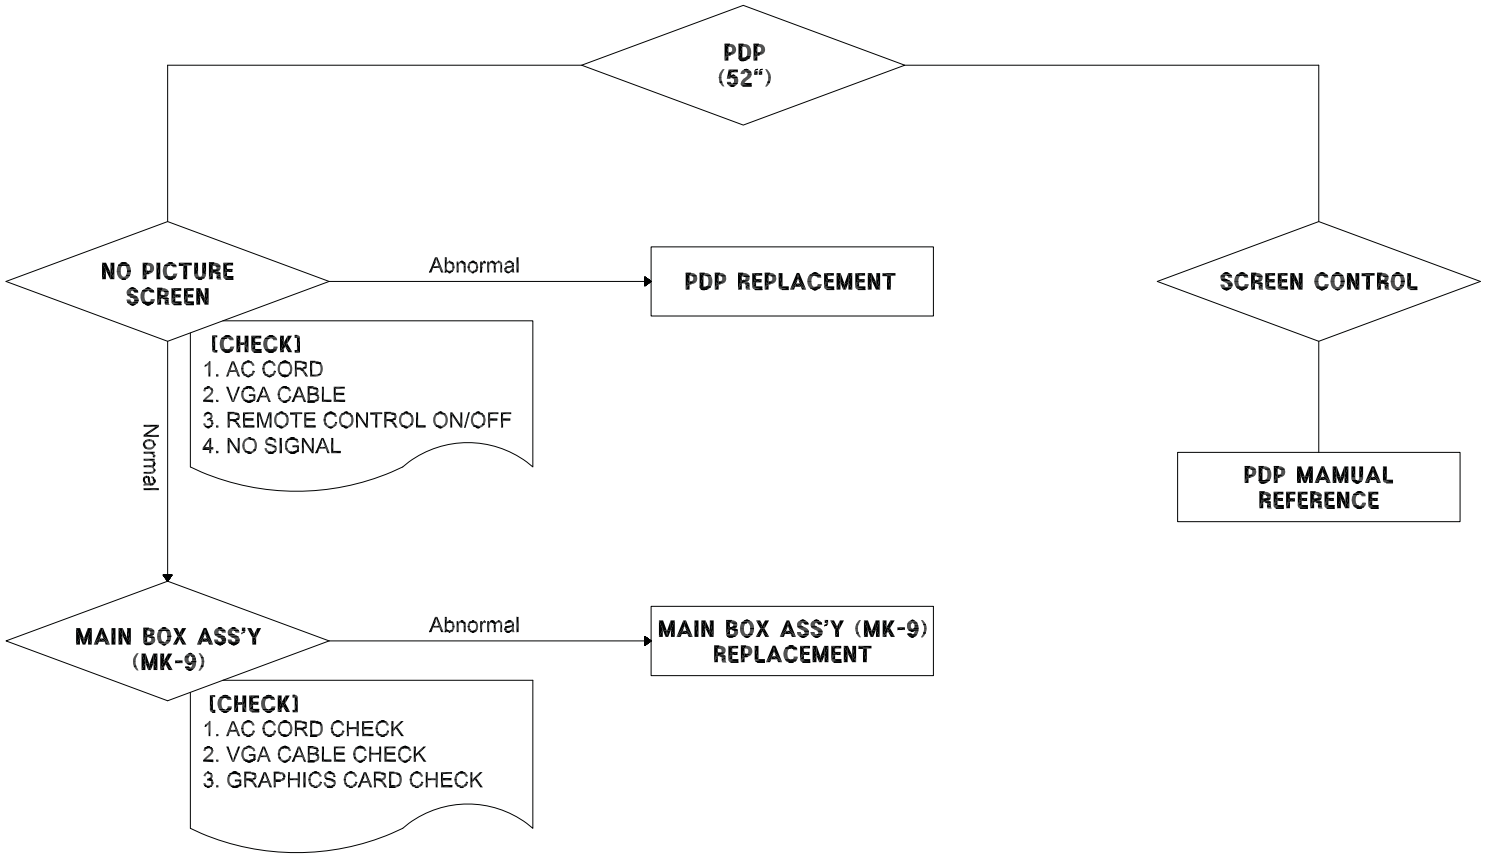 PDP
(52“)
NO PICTURE
SCREEN
Abnormal
PDP REPLACEMENT
SCREEN CONTROL
[CHECK]
1. AC CORD
2. VGA CABLE
3. REMOTE CONTROL ON/OFF
4. NO SIGNAL
Normal
PDP MAMUAL
REFERENCE
MAIN BOX ASS'Y
(MK-9)
Abnormal
MAIN BOX ASS'Y (MK-9)
REPLACEMENT
[CHECK]
1. AC CORD CHECK
2. VGA CABLE CHECK
3. GRAPHICS CARD CHECK